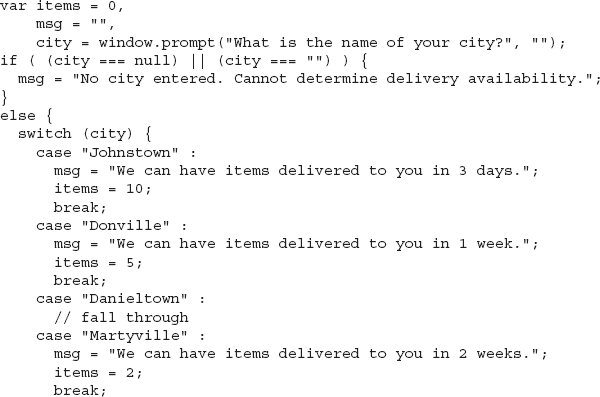 var items = 0,
    msg = "",
    city = window.prompt("What is the name of your city?", "");
if ( (city === null) || (city === "") ) {
  msg = "No city entered. Cannot determine delivery availability.";
}
else {
  switch (city) {
    case "Johnstown" :
      msg = "We can have items delivered to you in 3 days.";
      items = 10;
      break;
    case "Donville" :
      msg = "We can have items delivered to you in 1 week.";
      items = 5;
      break;
    case "Danieltown" :
      // fall through
    case "Martyville" :
      msg = "We can have items delivered to you in 2 weeks.";
      items = 2;
      break;